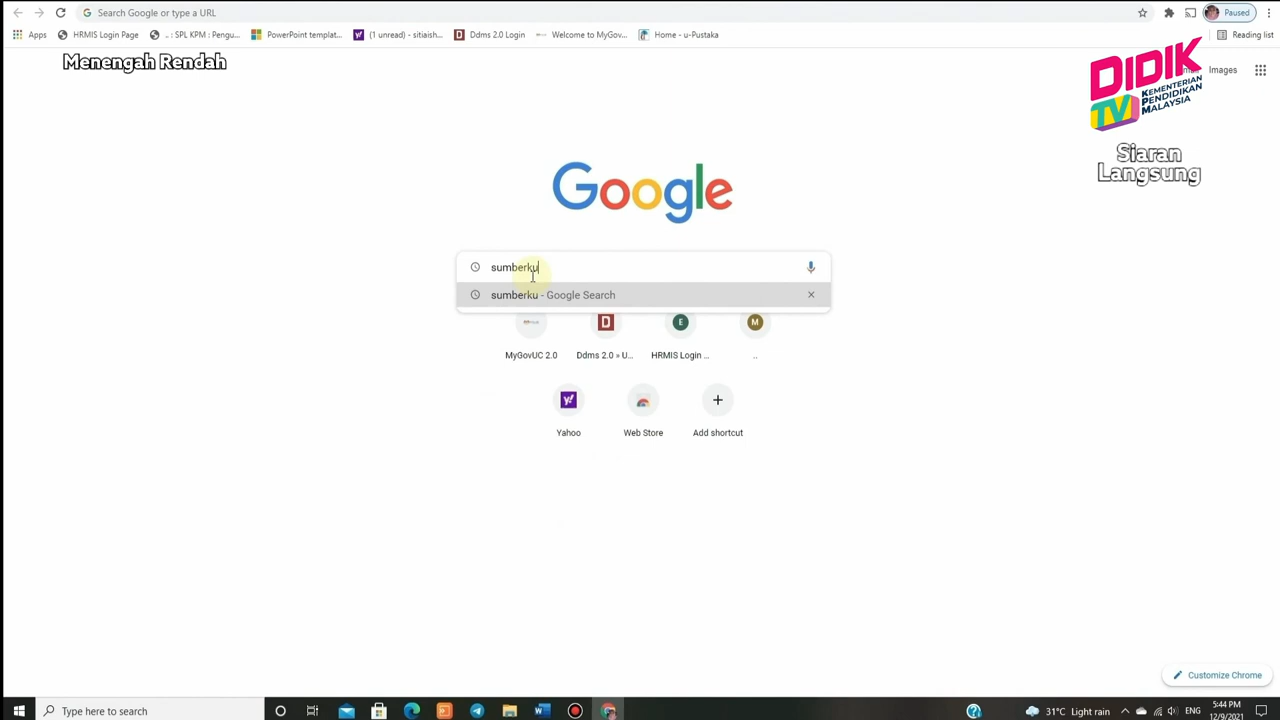 Search Google or type a URL
Paused
Apps
HRMIS Login Page
.. : SPL KPM : Pengu...
PowerPoint templat...
(1 unread) - sitiaish...
Ddms 2.0 Login
Welcome to MyGov...
Home - u-Pustaka
Reading list
Menengah Rendah
Images
DIDIK
TV
KEMENTERIAN
PENDIDIKAN
MALAYSIA
Siaran
Langsung
Google
sumberku
sumberku - Google Search
MyGovUC 2.0
Ddms 2.0 » U...
HRMIS Login ...
..
Yahoo
Web Store
Add shortcut
Customize Chrome
Type here to search
31°C Light rain
ENG
5:44 PM
12/9/2021